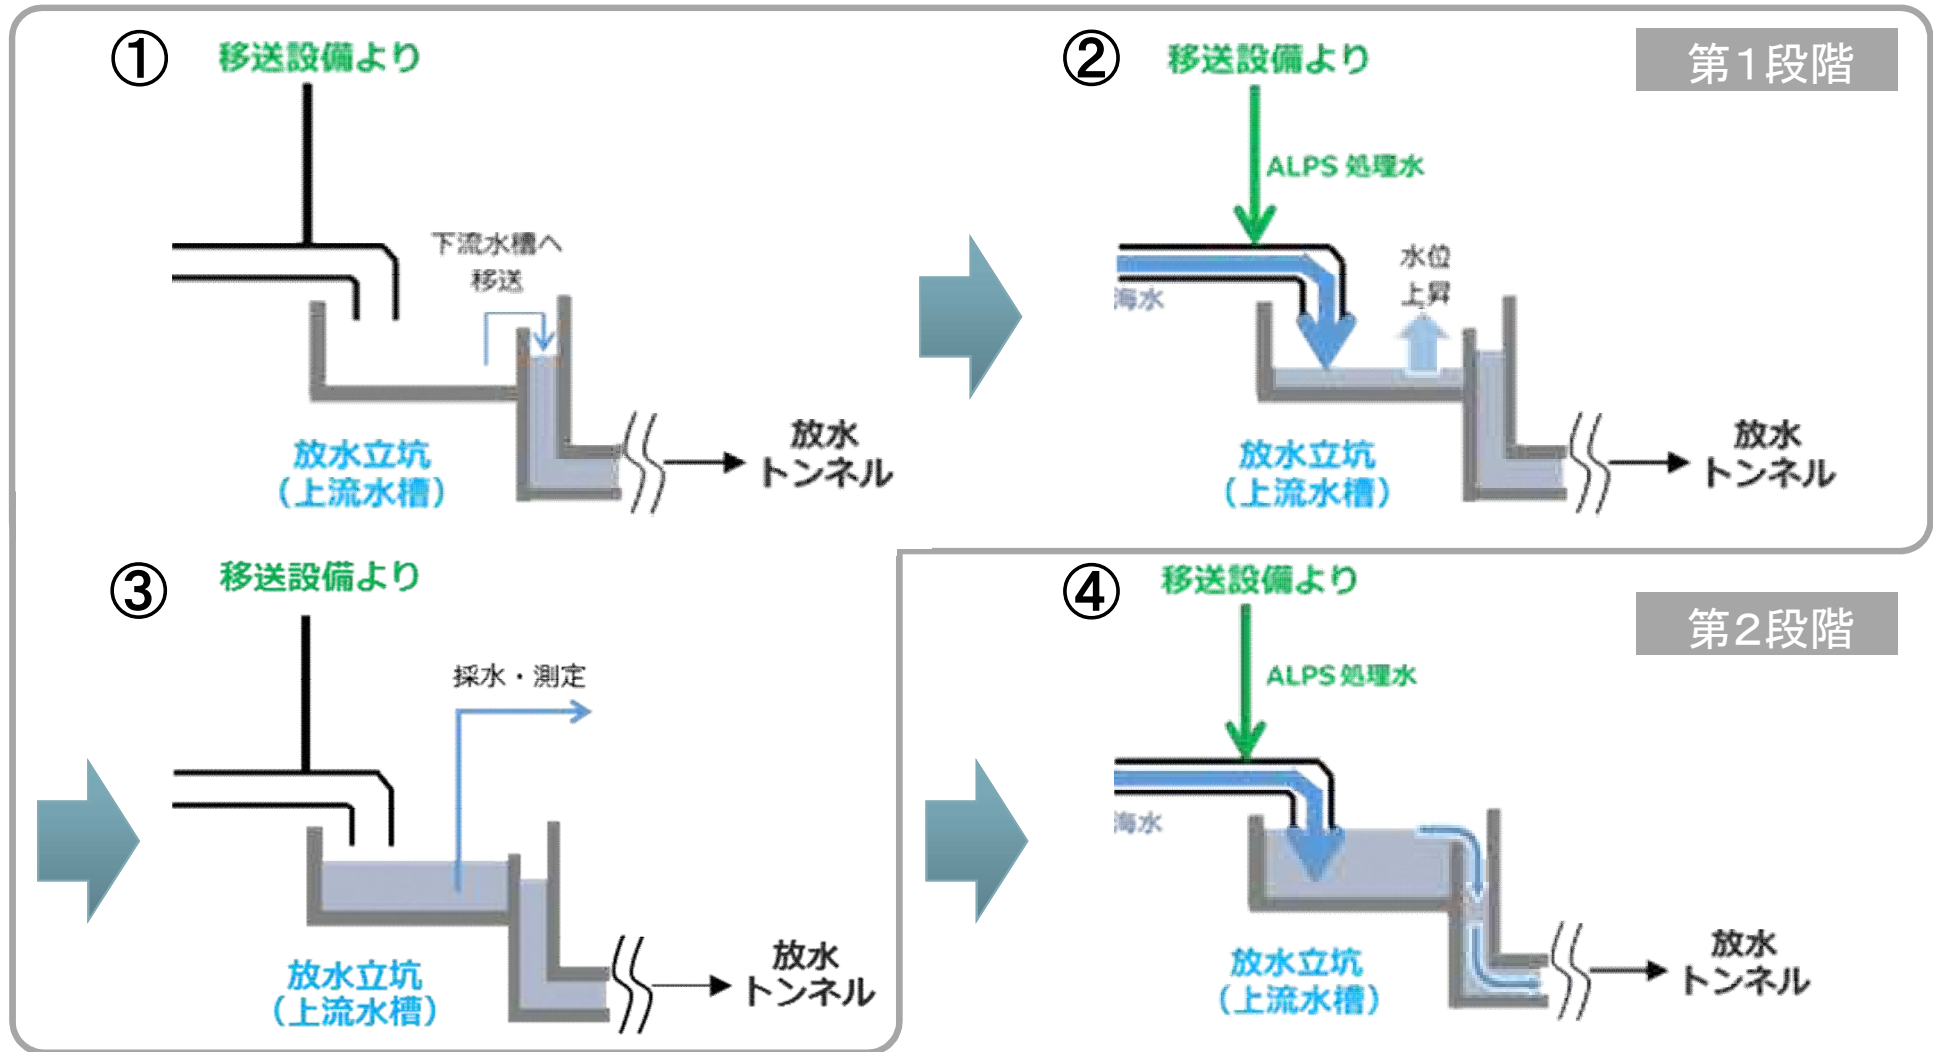 ①
移送設備より
下流水槽へ
移送
放水立坑
（上流水槽）
放水
トンネル
②
移送設備より
第１段階
ALPS 処理水
海水
水位
上昇
放水立坑
（上流水槽）
放水
トンネル
③
移送設備より
採水・測定
放水立坑
（上流水槽）
放水
トンネル
④
移送設備より
第２段階
ALPS 処理水
海水
放水立坑
（上流水槽）
放水
トンネル